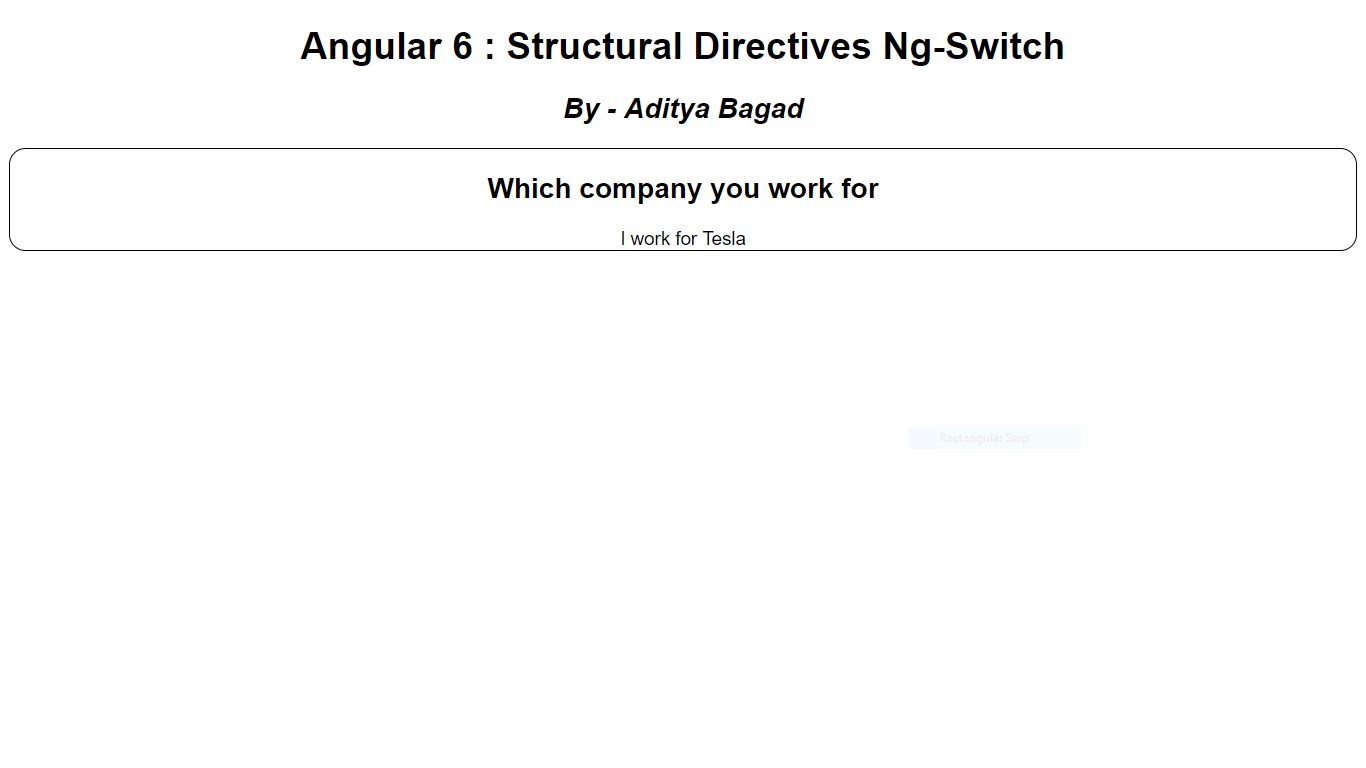 Angular 6 : Structural Directives Ng-Switch
By - Aditya Bagad
Which company you work for
I work for Tesla
Rectangular Snip